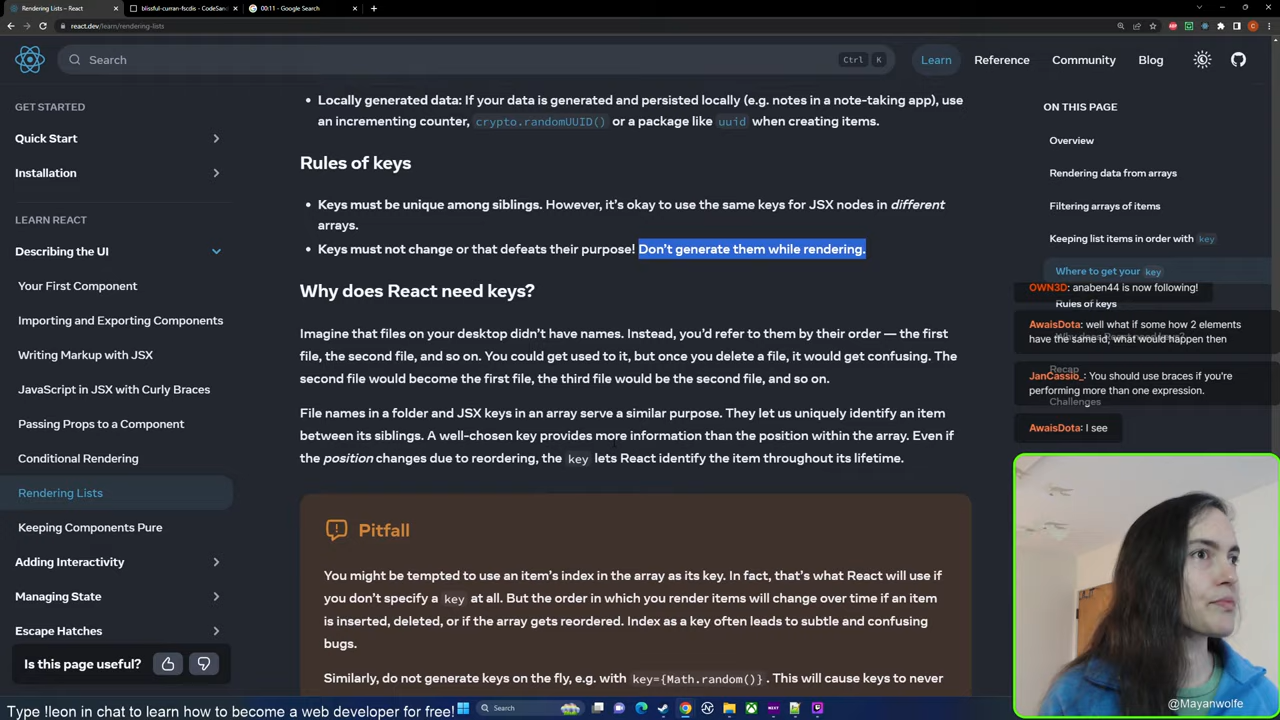 Rendering Lists – React
blissful-curran-fscdis - CodeSand
00:11 - Google Search
react.dev/learn/rendering-lists
Search
Ctrl K
Learn
Reference
Community
Blog
GET STARTED
Quick Start
Installation
LEARN REACT
Describing the UI
Your First Component
Importing and Exporting Components
Writing Markup with JSX
JavaScript in JSX with Curly Braces
Passing Props to a Component
Conditional Rendering
Rendering Lists
Keeping Components Pure
Adding Interactivity
Managing State
Escape Hatches
Is this page useful?
• Locally generated data: If your data is generated and persisted locally (e.g. notes in a note-taking app), use
an incrementing counter, crypto.randomUUID() or a package like uuid when creating items.
Rules of keys
• Keys must be unique among siblings. However, it's okay to use the same keys for JSX nodes in different
arrays.
• Keys must not change or that defeats their purpose! Don't generate them while rendering.
Why does React need keys?
Imagine that files on your desktop didn't have names. Instead, you'd refer to them by their order — the first
file, the second file, and so on. You could get used to it, but once you delete a file, it would get confusing. The
second file would become the first file, the third file would be the second file, and so on.
File names in a folder and JSX keys in an array serve a similar purpose. They let us uniquely identify an item
between its siblings. A well-chosen key provides more information than the position within the array. Even if
the position changes due to reordering, the key lets React identify the item throughout its lifetime.
Pitfall
You might be tempted to use an item's index in the array as its key. In fact, that's what React will use if
you don't specify a key at all. But the order in which you render items will change over time if an item
is inserted, deleted, or if the array gets reordered. Index as a key often leads to subtle and confusing
bugs.
Similarly, do not generate keys on the fly, e.g. with key={Math.random()}. This will cause keys to never
ON THIS PAGE
Overview
Rendering data from arrays
Filtering arrays of items
Keeping list items in order with key
Where to get your key
OWN3D: anaben44 is now following!
Rules of keys
AwaisDota: well what if some how 2 elements
have the same id, what would happen then
Why does React need keys?
Recap
JanCassio_: You should use braces if you're
performing more than one expression.
Challenges
AwaisDota: I see
@Mayanwolfe
Type !leon in chat to learn how to become a web developer for free!
Search